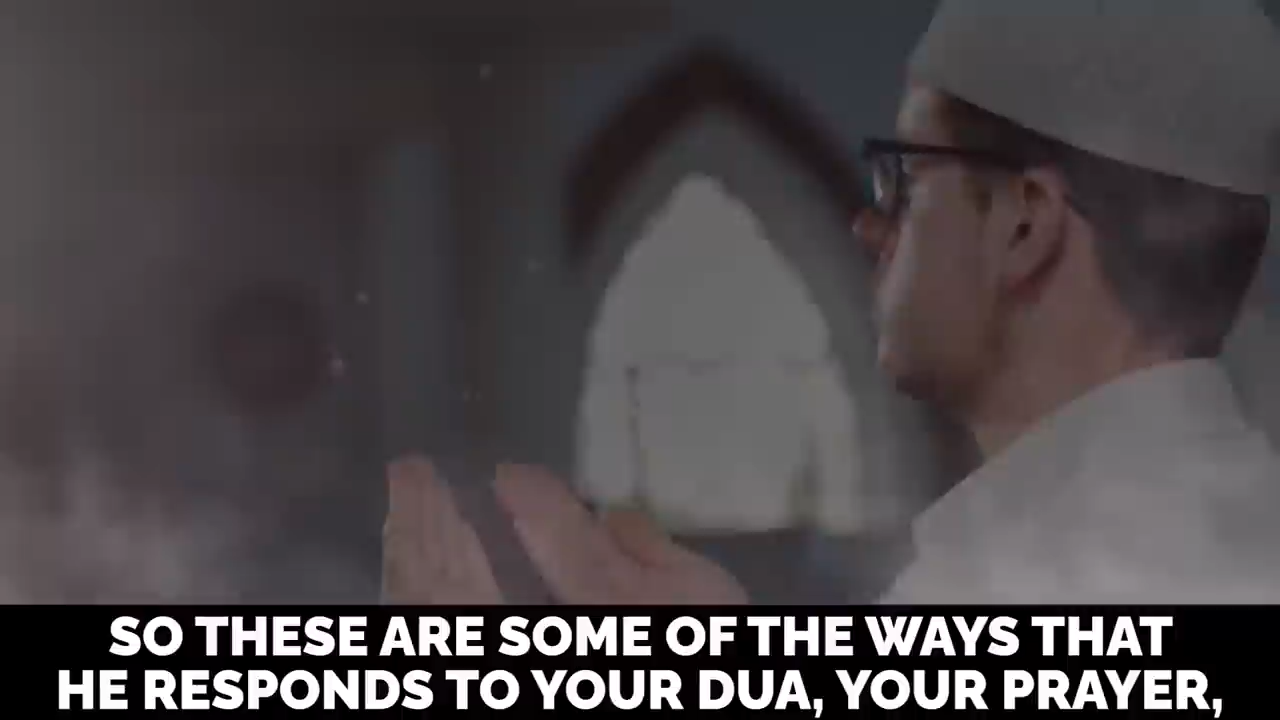 SO THESE ARE SOME OF THE WAYS THAT
HE RESPONDS TO YOUR DUA, YOUR PRAYER,